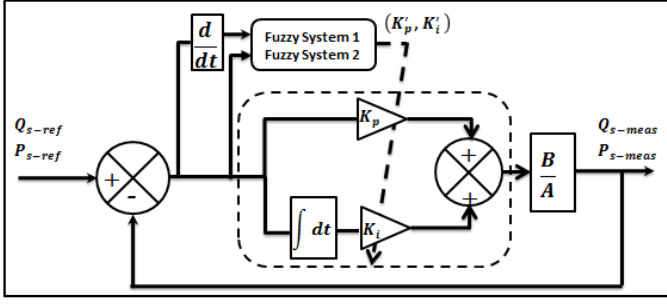 d
dt
Fuzzy System 1
Fuzzy System 2
(K'p, K'i)
Qs-ref
Ps-ref
+
-
Kp
∫ dt
Ki
+
+
B
A
Qs-meas
Ps-meas